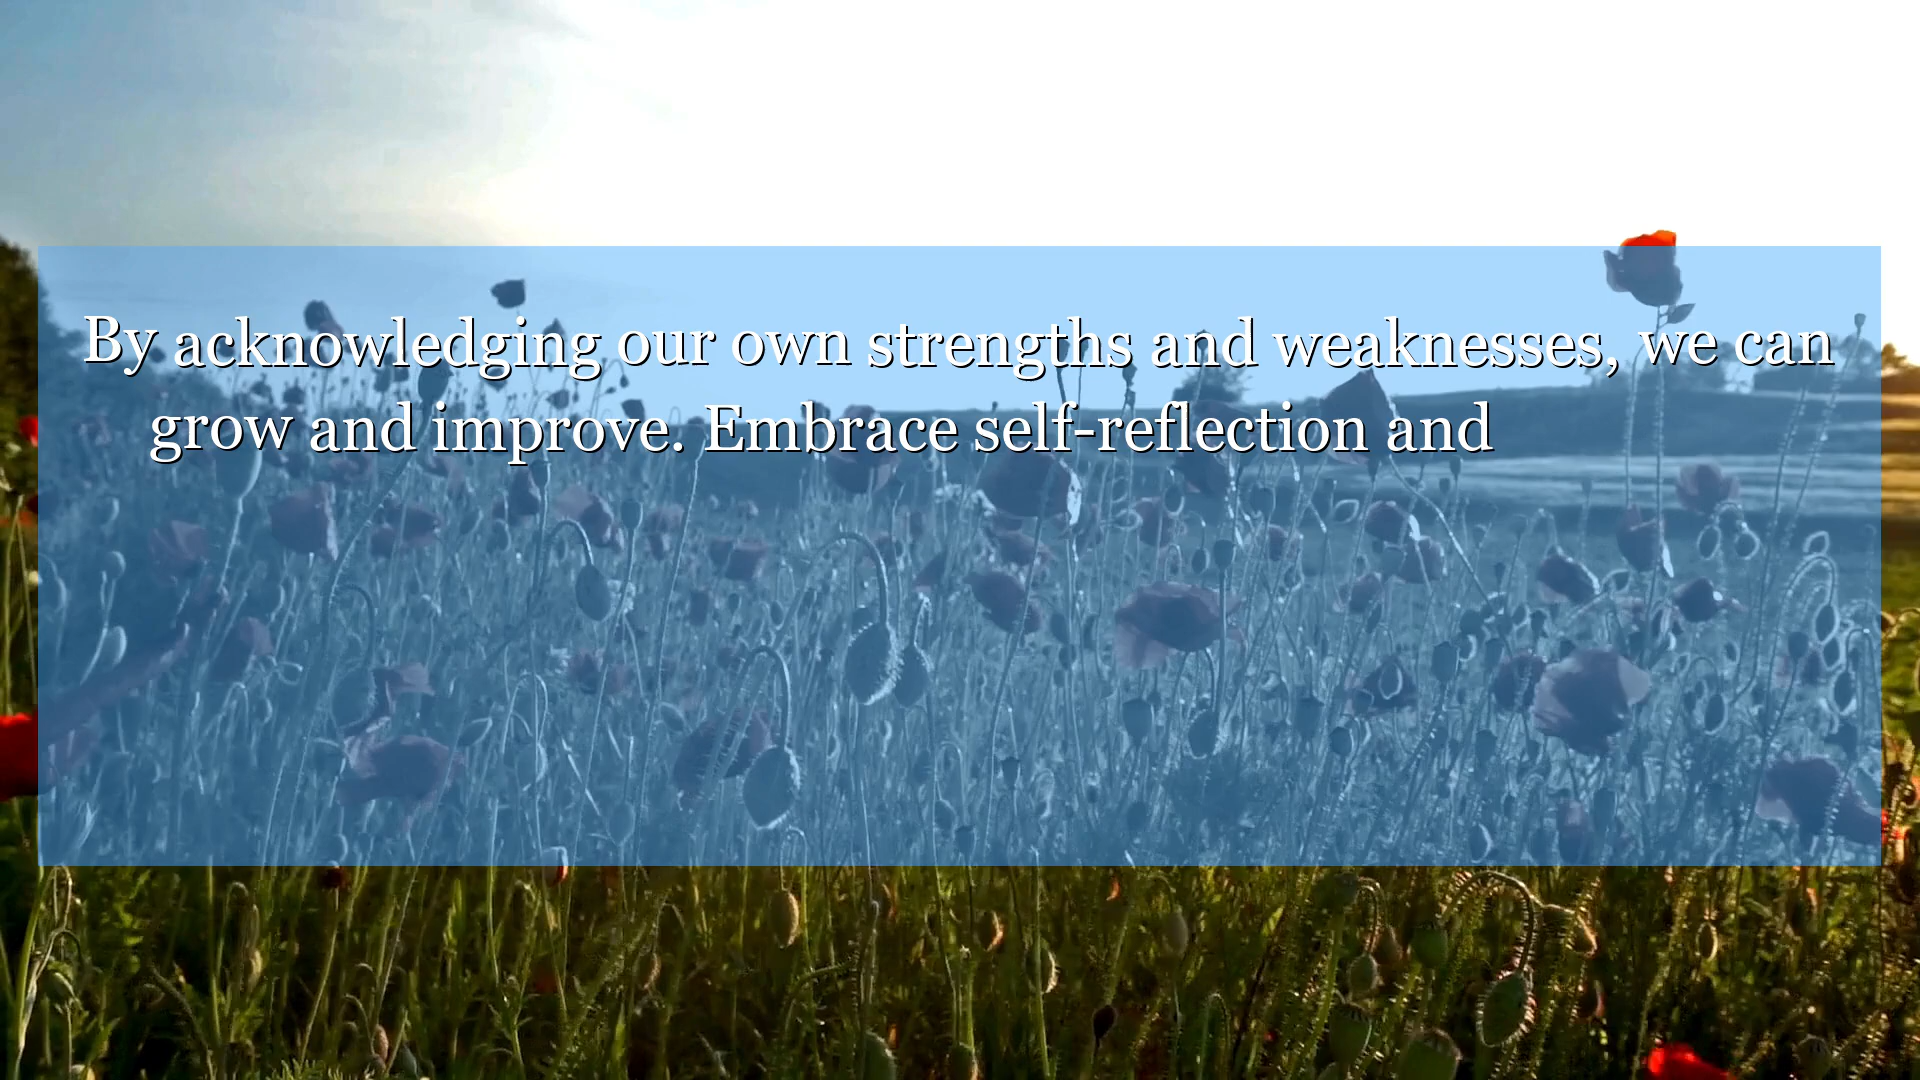 By acknowledging our own strengths and weaknesses, we can
grow and improve. Embrace self-reflection and